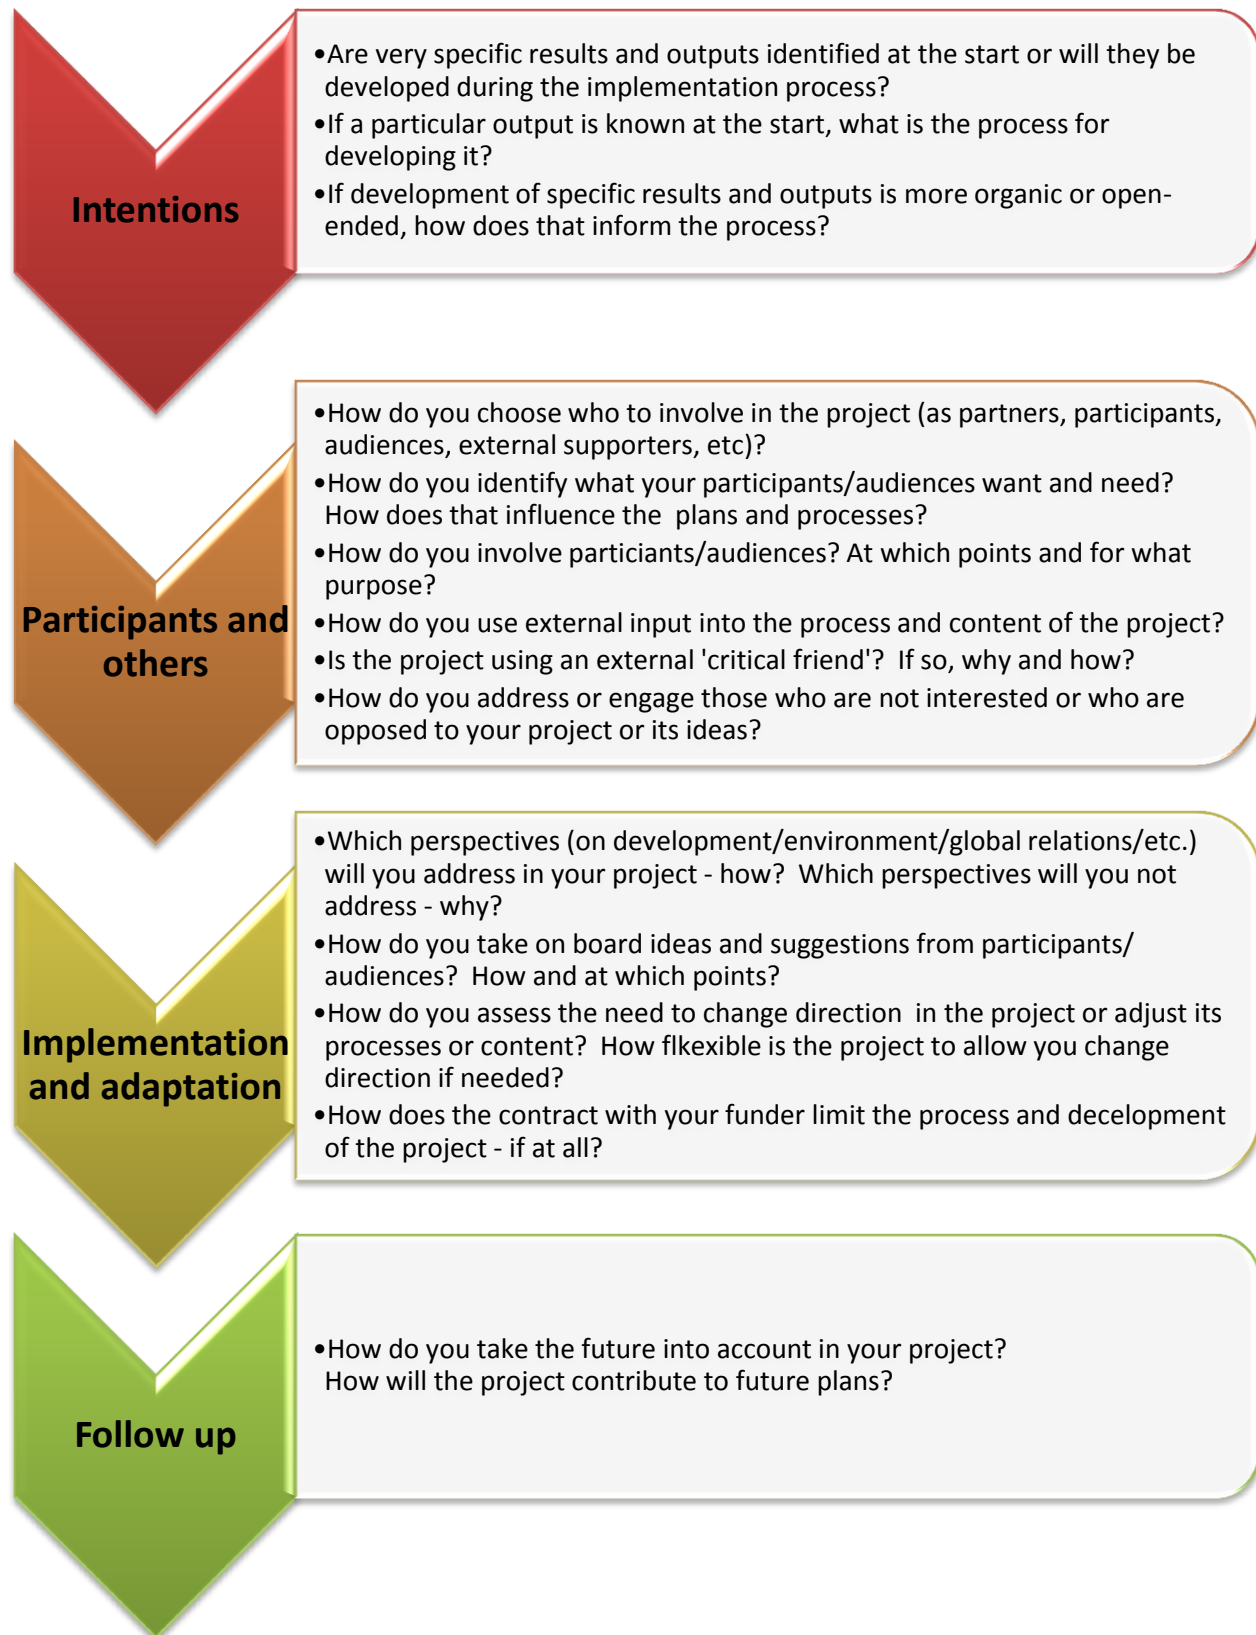 Intentions
•Are very specific results and outputs identified at the start or will they be
developed during the implementation process?
•If a particular output is known at the start, what is the process for
developing it?
•If development of specific results and outputs is more organic or open-
ended, how does that inform the process?
Participants and
others
•How do you choose who to involve in the project (as partners, participants,
audiences, external supporters, etc)?
•How do you identify what your participants/audiences want and need?
How does that influence the  plans and processes?
•How do you involve particiants/audiences? At which points and for what
purpose?
•How do you use external input into the process and content of the project?
•Is the project using an external 'critical friend'?  If so, why and how?
•How do you address or engage those who are not interested or who are
opposed to your project or its ideas?
Implementation
and adaptation
•Which perspectives (on development/environment/global relations/etc.)
will you address in your project - how?  Which perspectives will you not
address - why?
•How do you take on board ideas and suggestions from participants/
audiences?  How and at which points?
•How do you assess the need to change direction  in the project or adjust its
processes or content?  How flkexible is the project to allow you change
direction if needed?
•How does the contract with your funder limit the process and decelopment
of the project - if at all?
Follow up
•How do you take the future into account in your project?
How will the project contribute to future plans?